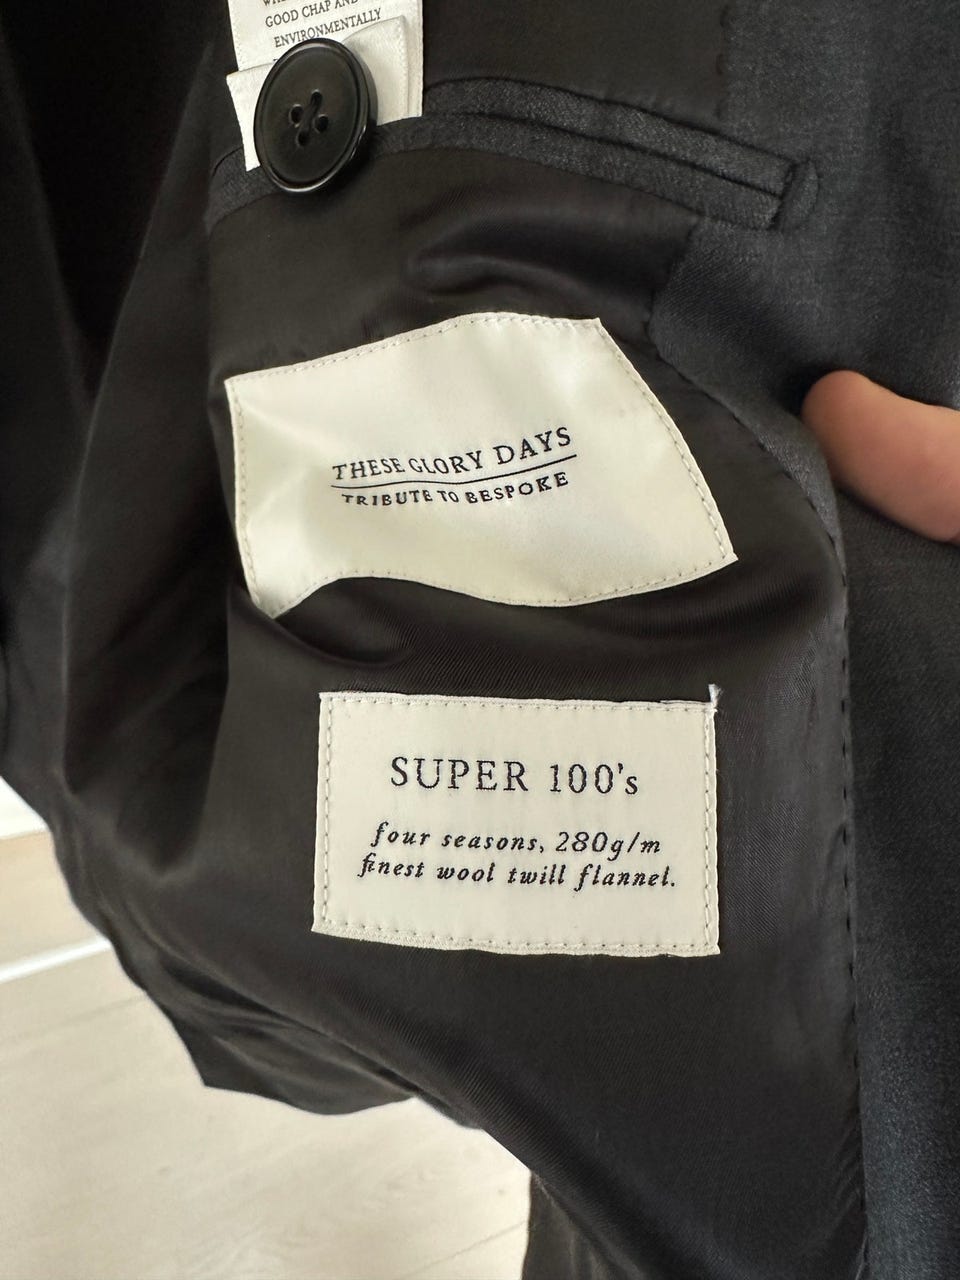 GOOD CHAP AND
ENVIRONMENTALLY
THESE GLORY DAYS
TRIBUTE TO BESPOKE
SUPER 100's
four seasons, 280g/m
finest wool twill flannel.